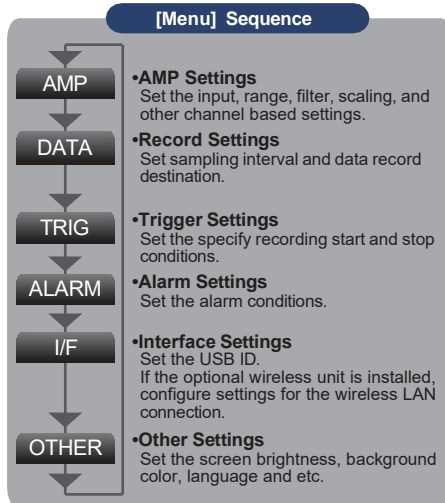 [Menu] Sequence
AMP
•AMP Settings
Set the input, range, filter, scaling, and
other channel based settings.
DATA
•Record Settings
Set sampling interval and data record
destination.
TRIG
•Trigger Settings
Set the specify recording start and stop
conditions.
ALARM
•Alarm Settings
Set the alarm conditions.
I/F
•Interface Settings
Set the USB ID.
If the optional wireless unit is installed,
configure settings for the wireless LAN
connection.
OTHER
•Other Settings
Set the screen brightness, background
color, language and etc.